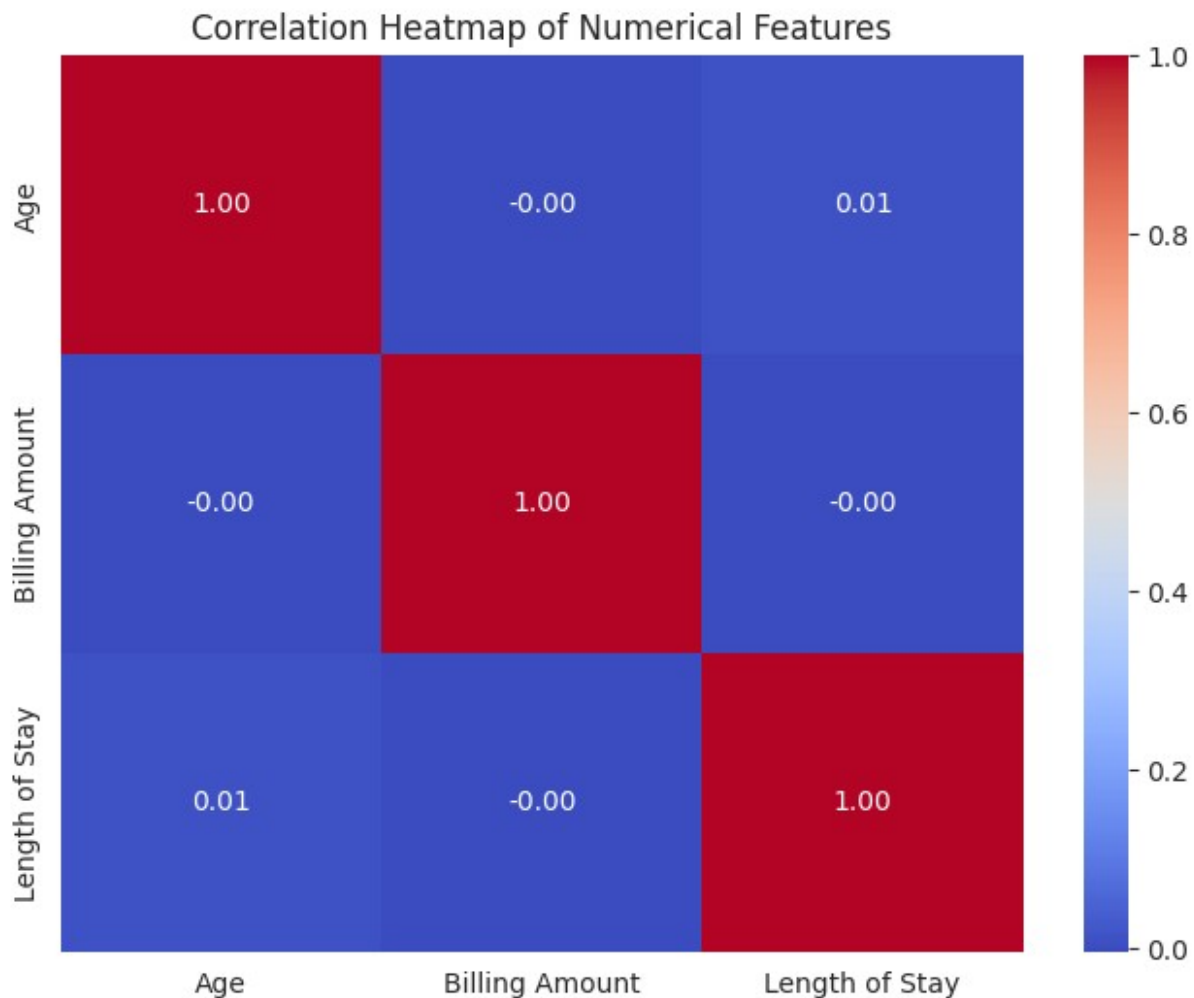 Correlation Heatmap of Numerical Features
1.0
Age
1.00 -0.00 0.01
0.8
0.6
Billing Amount
-0.00 1.00 -0.00
0.4
Length of Stay
0.01 -0.00 1.00
0.2
0.0
Age Billing Amount Length of Stay